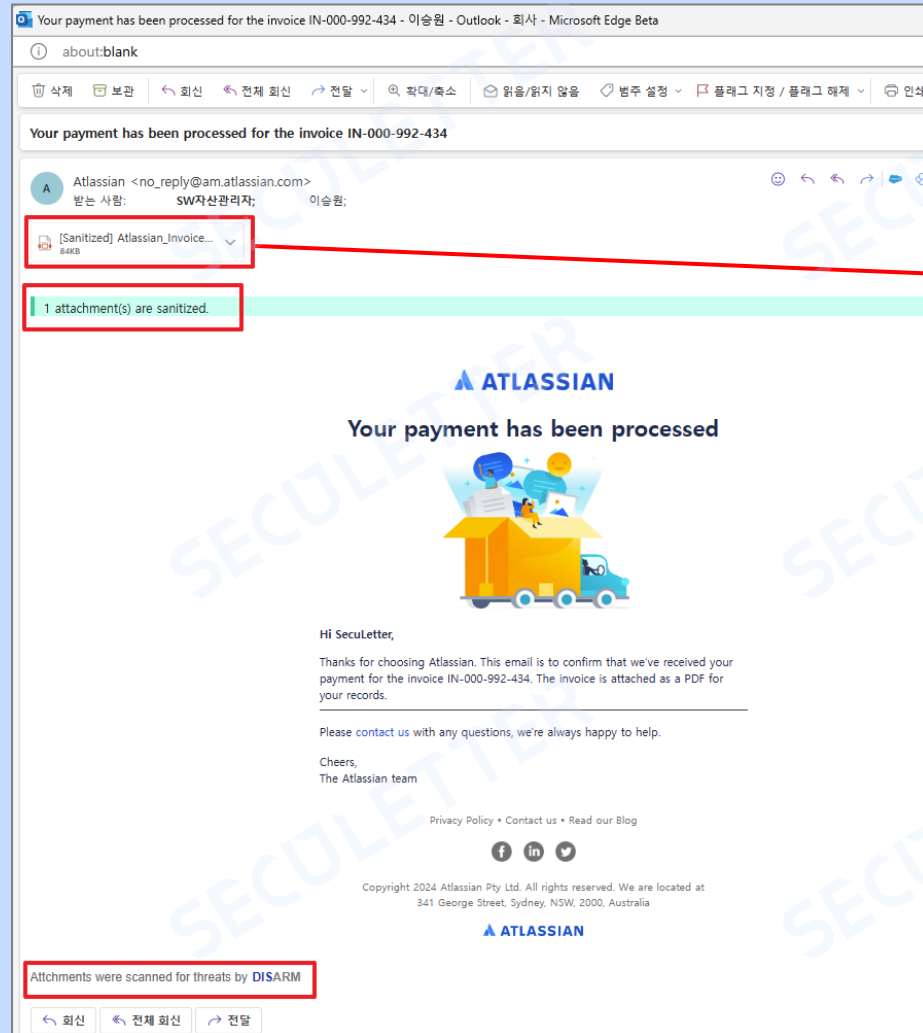 Your payment has been processed for the invoice IN-000-992-434 - 이승원 - Outlook - 회사 - Microsoft Edge Beta
about:blank
삭제 보관 회신 전체 회신 전달 확대/축소 읽음/읽지 않음 범주 설정 플래그 지정 / 플래그 해제 인쇄
Your payment has been processed for the invoice IN-000-992-434
A
Atlassian <no_reply@am.atlassian.com>
받는 사람: SW자산관리자; 이승원;
[Sanitized] Atlassian_Invoice...
84KB
1 attachment(s) are sanitized.
ATLASSIAN
Your payment has been processed
Hi SecuLetter,
Thanks for choosing Atlassian. This email is to confirm that we've received your
payment for the invoice IN-000-992-434. The invoice is attached as a PDF for
your records.
Please contact us with any questions, we're always happy to help.
Cheers,
The Atlassian team
Privacy Policy • Contact us • Read our Blog
Copyright 2024 Atlassian Pty Ltd. All rights reserved. We are located at
341 George Street, Sydney, NSW, 2000, Australia
ATLASSIAN
Attchments were scanned for threats by DISARM
회신 전체 회신 전달
SECULETTER
SECULETTER
SECULETTER